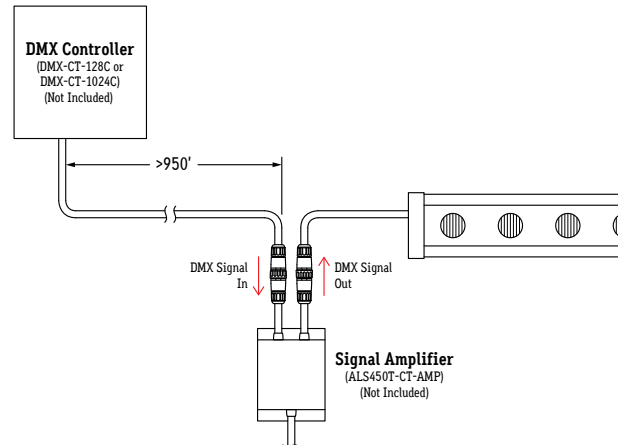 DMX Controller
(DMX-CT-128C or
DMX-CT-1024C)
(Not Included)
>950'
DMX Signal
In
DMX Signal
Out
Signal Amplifier
(ALS450T-CT-AMP)
(Not Included)